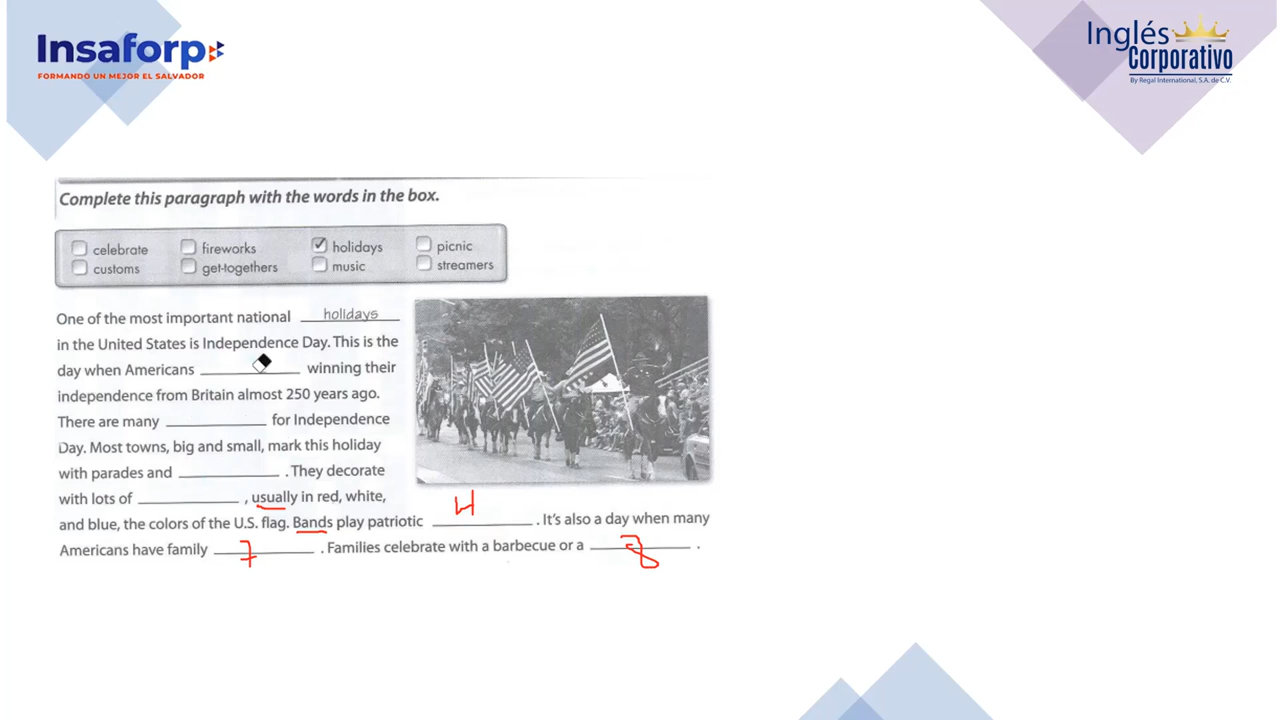 Insaforp
FORMANDO UN MEJOR EL SALVADOR
Inglés
Corporativo
By Regal International, S.A. de C.V.
Complete this paragraph with the words in the box.
celebrate fireworks holidays picnic
customs get-togethers music streamers
One of the most important national holidays
in the United States is Independence Day. This is the
day when Americans __________ winning their
independence from Britain almost 250 years ago.
There are many __________ for Independence
Day. Most towns, big and small, mark this holiday
with parades and __________ . They decorate
with lots of __________ , usually in red, white,
and blue, the colors of the U.S. flag. Bands play patriotic __________ . It's also a day when many
Americans have family 7 . Families celebrate with a barbecue or a 8 .